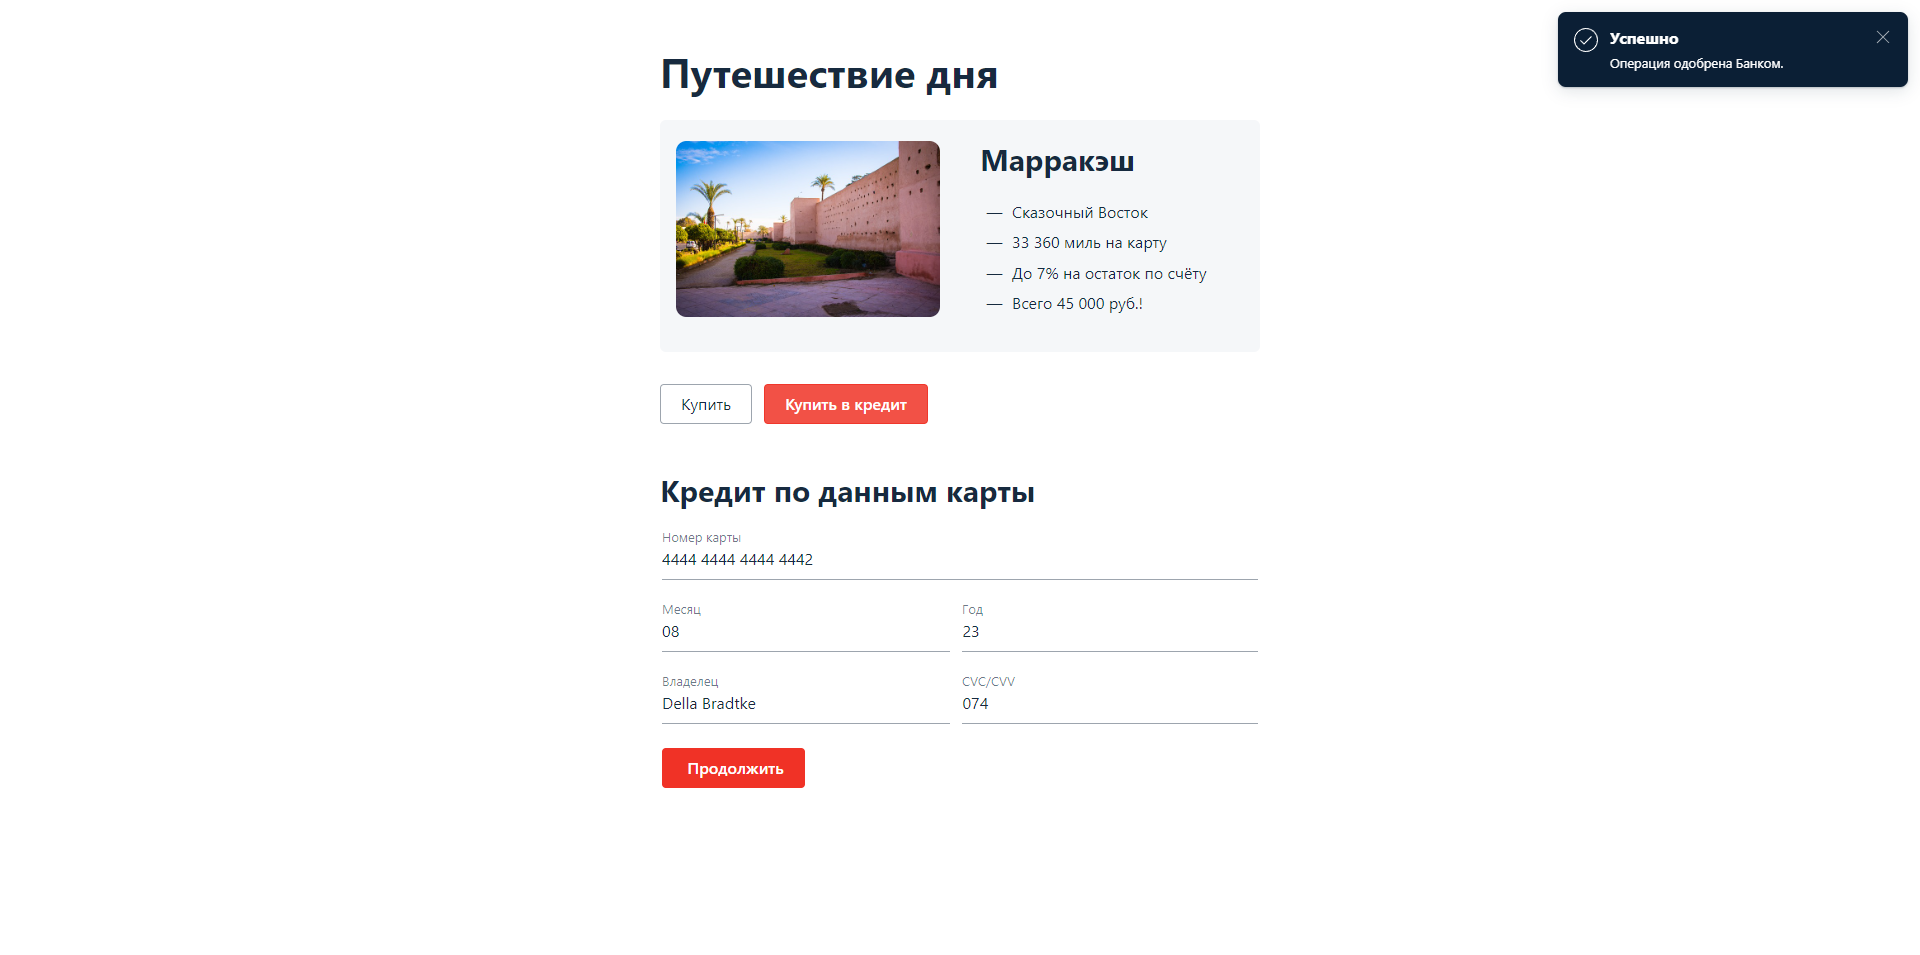 Успешно
Операция одобрена Банком.
Путешествие дня
Марракэш
— Сказочный Восток
— 33 360 миль на карту
— До 7% на остаток по счёту
— Всего 45 000 руб.!
Купить
Купить в кредит
Кредит по данным карты
Номер карты
4444 4444 4444 4442
Месяц
Год
08
23
Владелец
CVC/CVV
Della Bradtke
074
Продолжить